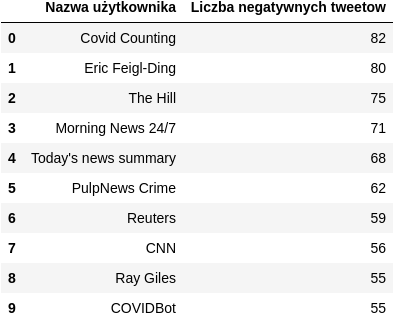 Nazwa użytkownika Liczba negatywnych tweetow
0 Covid Counting 82
1 Eric Feigl-Ding 80
2 The Hill 75
3 Morning News 24/7 71
4 Today's news summary 68
5 PulpNews Crime 62
6 Reuters 59
7 CNN 56
8 Ray Giles 55
9 COVIDBot 55